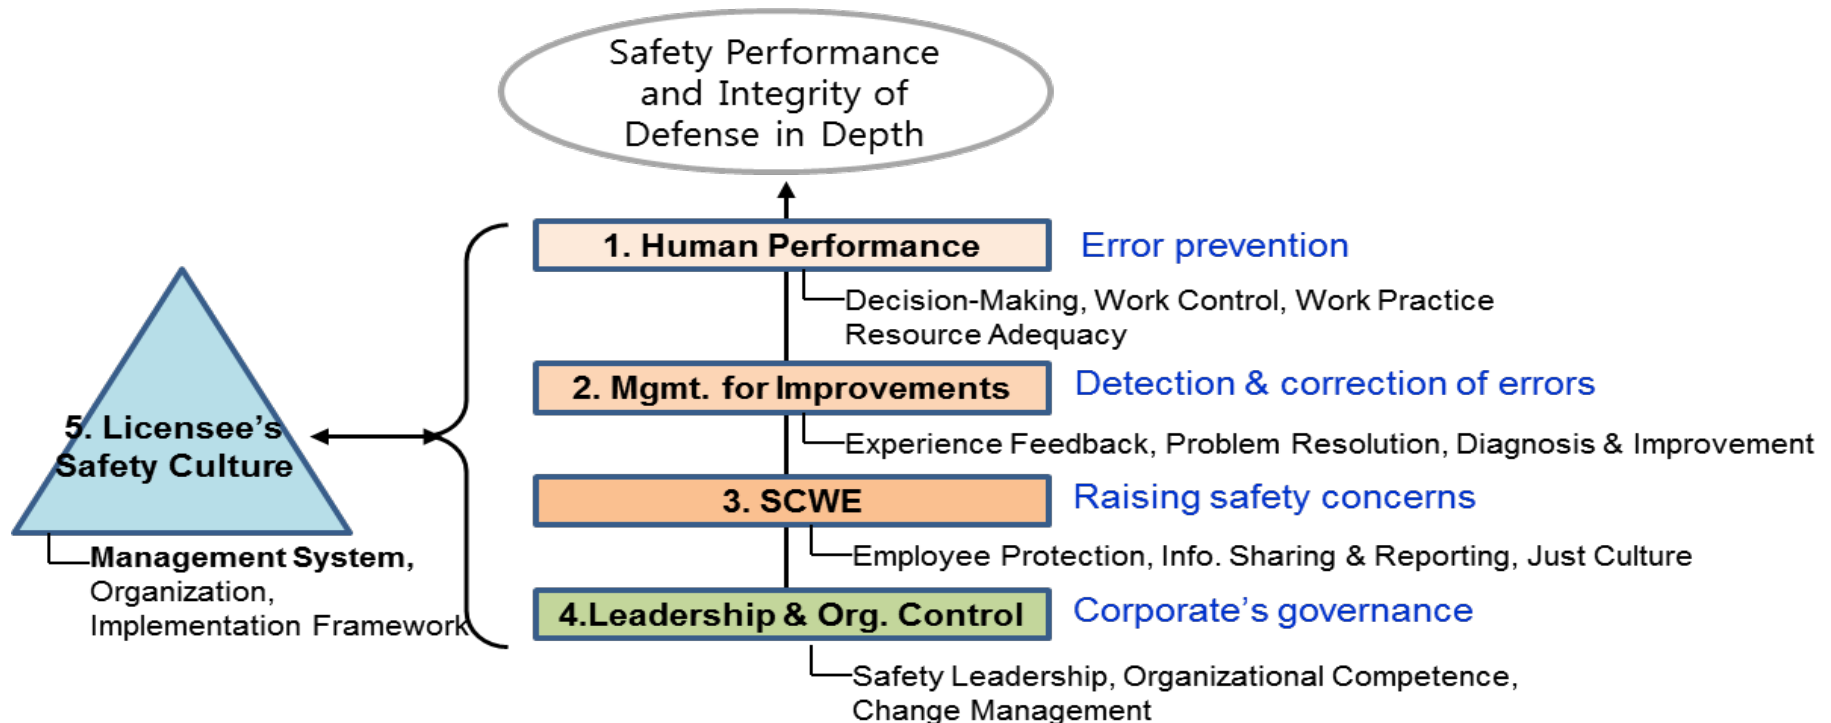 Safety Performance
and Integrity of
Defense in Depth
1. Human Performance
Error prevention
Decision-Making, Work Control, Work Practice
Resource Adequacy
2. Mgmt. for Improvements
Detection & correction of errors
Experience Feedback, Problem Resolution, Diagnosis & Improvement
5. Licensee's
Safety Culture
Management System,
Organization,
Implementation Framework
3. SCWE
Raising safety concerns
Employee Protection, Info. Sharing & Reporting, Just Culture
4.Leadership & Org. Control
Corporate's governance
Safety Leadership, Organizational Competence,
Change Management